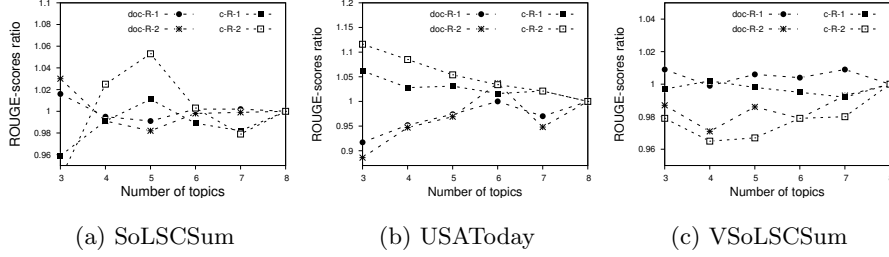 doc-R-1 c-R-1
doc-R-2 c-R-2
ROUGE-scores ratio
1.1
1.08
1.06
1.04
1.02
1
0.98
0.96
3 4 5 6 7 8
Number of topics
(a) SoLSCSum
doc-R-1 c-R-1
doc-R-2 c-R-2
ROUGE-scores ratio
1.2
1.15
1.1
1.05
1
0.95
0.9
3 4 5 6 7 8
Number of topics
(b) USAToday
doc-R-1 c-R-1
doc-R-2 c-R-2
ROUGE-scores ratio
1.04
1.02
1
0.98
0.96
3 4 5 6 7 8
Number of topics
(c) VSoLSCSum